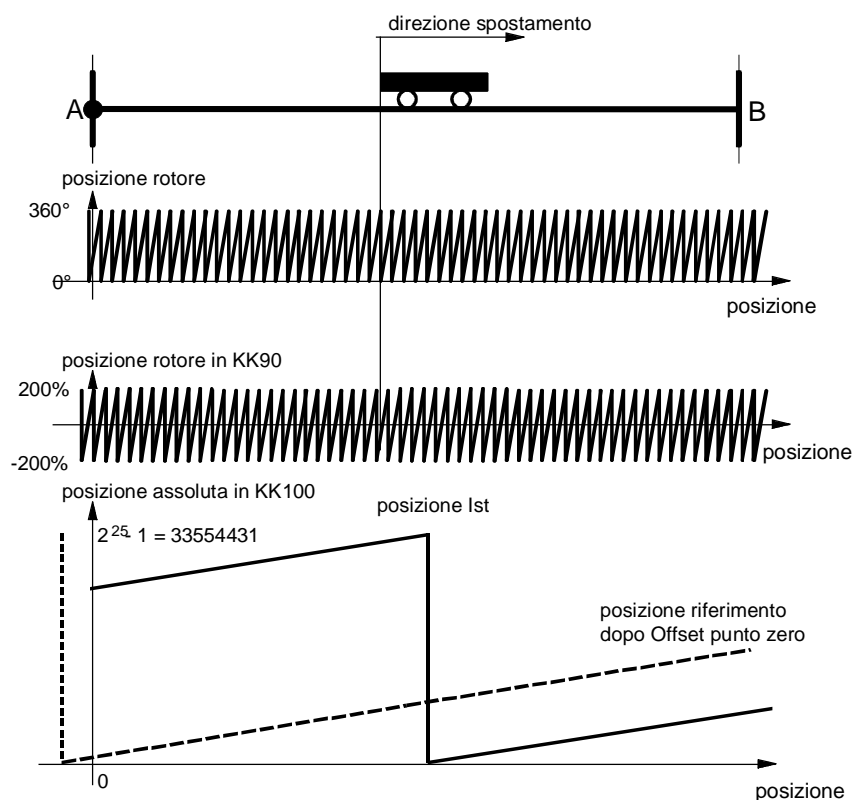 direzione spostamento
A
B
posizione rotore
360°
0°
posizione
posizione rotore in KK90
200%
-200%
posizione
posizione assoluta in KK100
posizione Ist
2 25- 1 = 33554431
posizione riferimento
dopo Offset punto zero
0
posizione